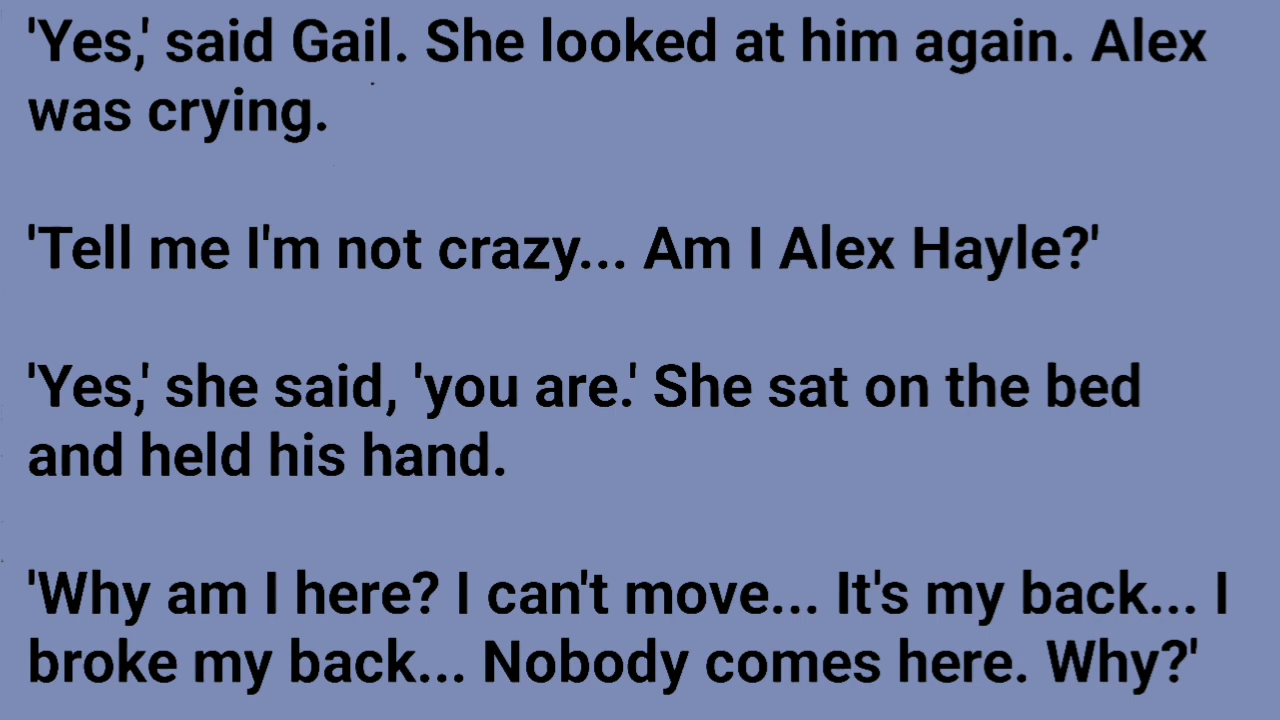 'Yes,' said Gail. She looked at him again. Alex
was crying.
'Tell me I'm not crazy... Am I Alex Hayle?'
'Yes,' she said, 'you are.' She sat on the bed
and held his hand.
'Why am I here? I can't move... It's my back... I
broke my back... Nobody comes here. Why?'